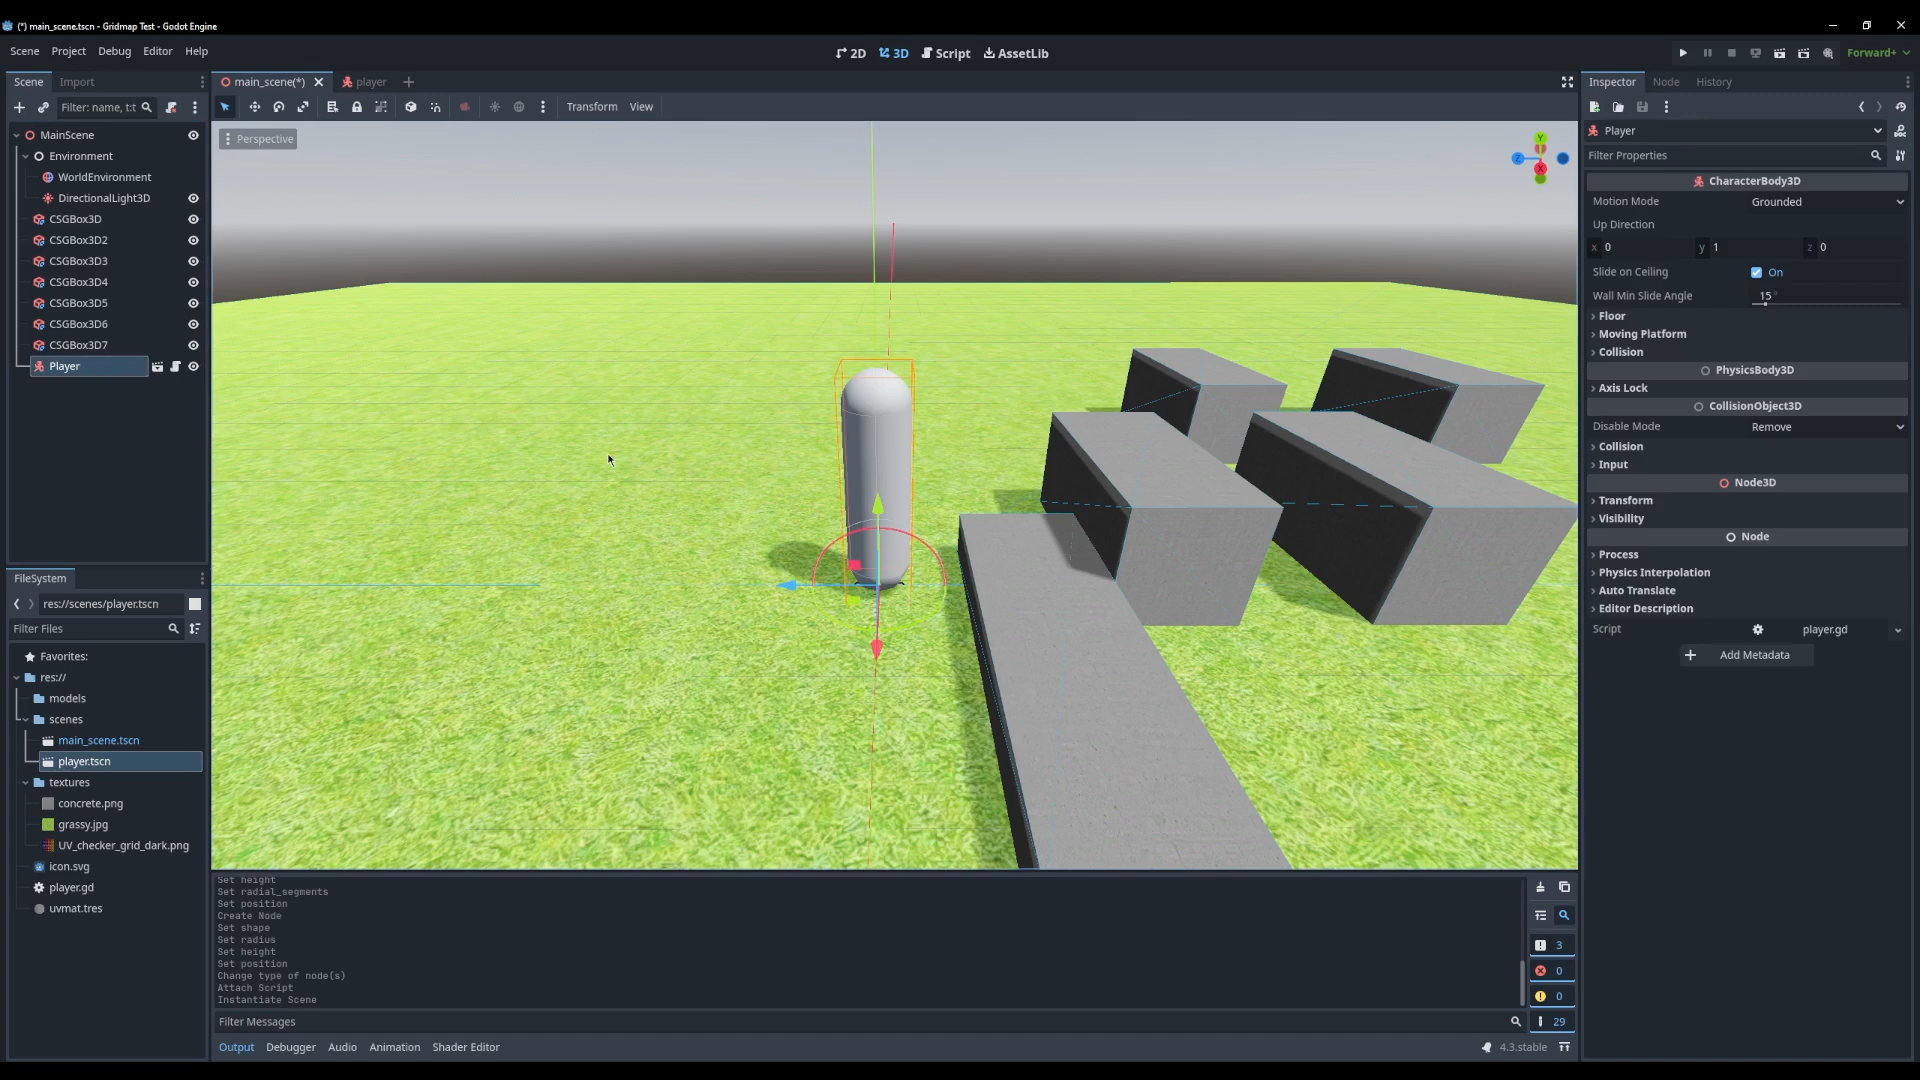 (*) main_scene.tscn - Gridmap Test - Godot Engine
Scene Project Debug Editor Help
2D 3D Script AssetLib
Forward+
Scene Import
main_scene(*) player
Inspector Node History
Filter: name, t:t
Transform View
Perspective
MainScene
Environment
WorldEnvironment
DirectionalLight3D
CSGBox3D
CSGBox3D2
CSGBox3D3
CSGBox3D4
CSGBox3D5
CSGBox3D6
CSGBox3D7
Player
FileSystem
res://scenes/player.tscn
Filter Files
Favorites:
res://
models
scenes
main_scene.tscn
player.tscn
textures
concrete.png
grassy.jpg
UV_checker_grid_dark.png
icon.svg
player.gd
uvmat.tres
Y
Z
X
Set height
Set radial_segments
Set position
Create Node
Set shape
Set radius
Set height
Set position
Change type of node(s)
Attach Script
Instantiate Scene
3
0
0
29
Filter Messages
Output Debugger Audio Animation Shader Editor
4.3.stable
Player
DOC
Filter Properties
CharacterBody3D
Motion Mode Grounded
Up Direction
x 0 y 1 z 0
Slide on Ceiling On
Wall Min Slide Angle 15 °
Floor
Moving Platform
Collision
PhysicsBody3D
Axis Lock
CollisionObject3D
Disable Mode Remove
Collision
Input
Node3D
Transform
Visibility
Node
Process
Physics Interpolation
Auto Translate
Editor Description
Script player.gd
Add Metadata